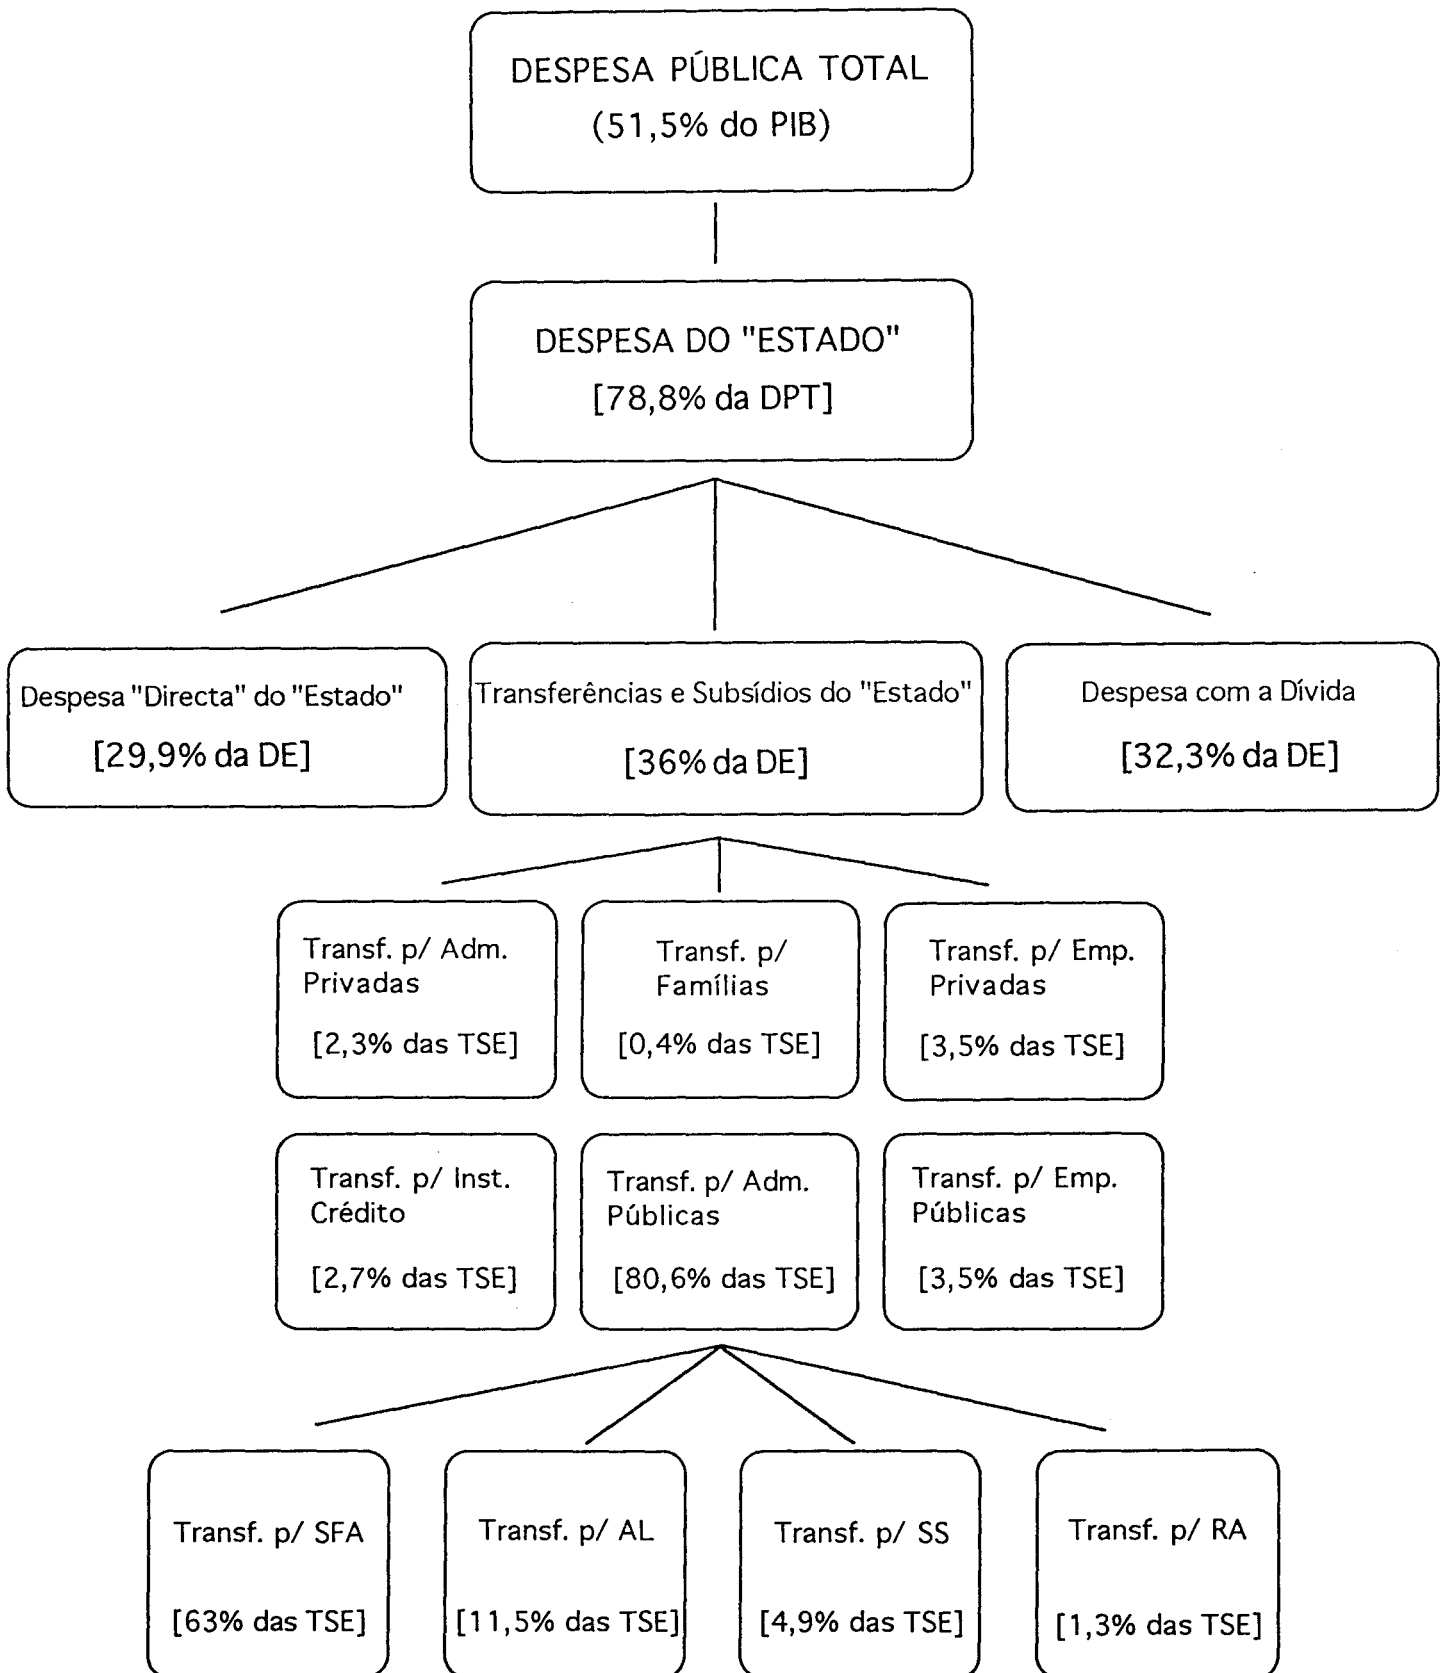 DESPESA PÚBLICA TOTAL
(51,5% do PIB)
DESPESA DO "ESTADO"
[78,8% da DPT]
Despesa "Directa" do "Estado"
[29,9% da DE]
Transferências e Subsídios do "Estado"
[36% da DE]
Despesa com a Dívida
[32,3% da DE]
Transf. p/ Adm.
Privadas
[2,3% das TSE]
Transf. p/
Famílias
[0,4% das TSE]
Transf. p/ Emp.
Privadas
[3,5% das TSE]
Transf. p/ Inst.
Crédito
[2,7% das TSE]
Transf. p/ Adm.
Públicas
[80,6% das TSE]
Transf. p/ Emp.
Públicas
[3,5% das TSE]
Transf. p/ SFA
[63% das TSE]
Transf. p/ AL
[11,5% das TSE]
Transf. p/ SS
[4,9% das TSE]
Transf. p/ RA
[1,3% das TSE]